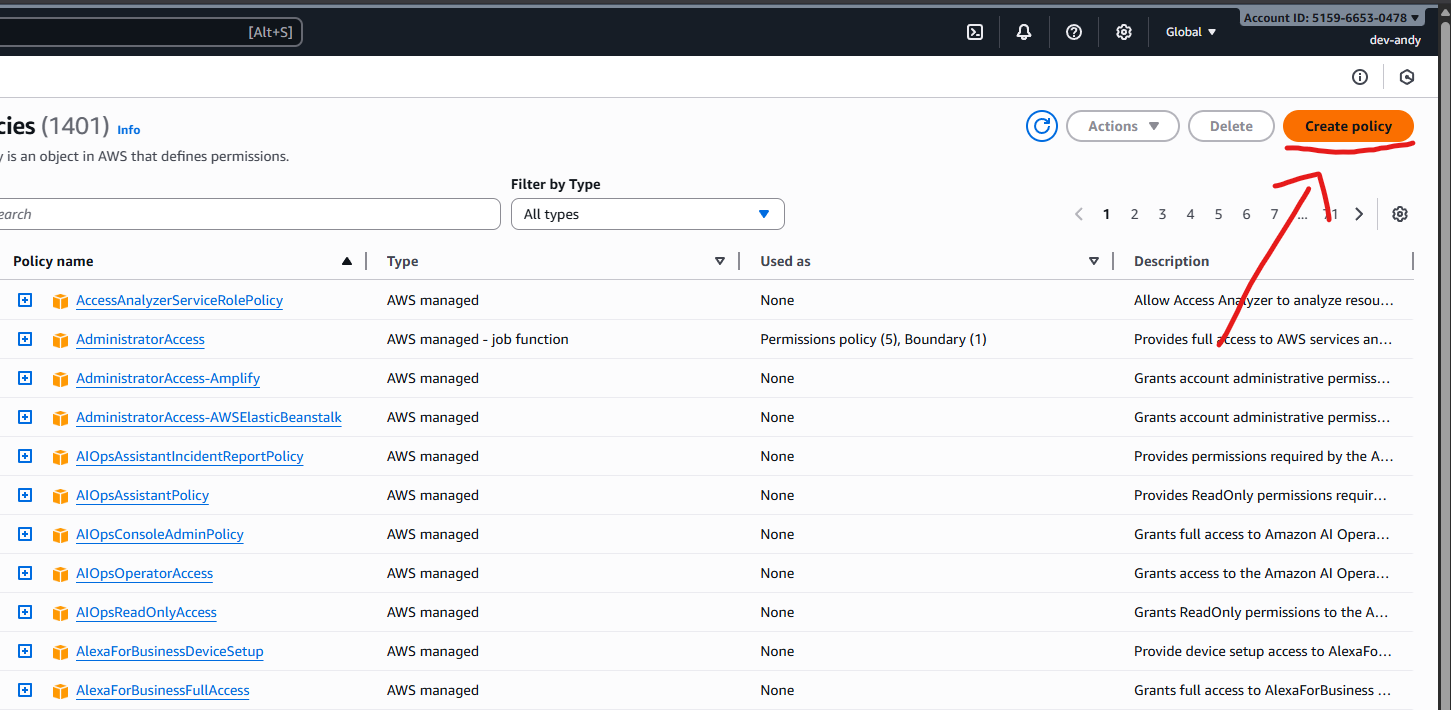 [Alt+S]
Global
Account ID: 5159-6653-0478
dev-andy
cies (1401) Info
Actions
Delete
Create policy
y is an object in AWS that defines permissions.
Filter by Type
earch
All types
1 2 3 4 5 6 7 ... 71
Policy name Type Used as Description
AccessAnalyzerServiceRolePolicy AWS managed None Allow Access Analyzer to analyze resou...
AdministratorAccess AWS managed - job function Permissions policy (5), Boundary (1) Provides full access to AWS services an...
AdministratorAccess-Amplify AWS managed None Grants account administrative permiss...
AdministratorAccess-AWSElasticBeanstalk AWS managed None Grants account administrative permiss...
AIOpsAssistantIncidentReportPolicy AWS managed None Provides permissions required by the A...
AIOpsAssistantPolicy AWS managed None Provides ReadOnly permissions requir...
AIOpsConsoleAdminPolicy AWS managed None Grants full access to Amazon AI Opera...
AIOpsOperatorAccess AWS managed None Grants access to the Amazon AI Opera...
AIOpsReadOnlyAccess AWS managed None Grants ReadOnly permissions to the A...
AlexaForBusinessDeviceSetup AWS managed None Provide device setup access to AlexaFo...
AlexaForBusinessFullAccess AWS managed None Grants full access to AlexaForBusiness ...